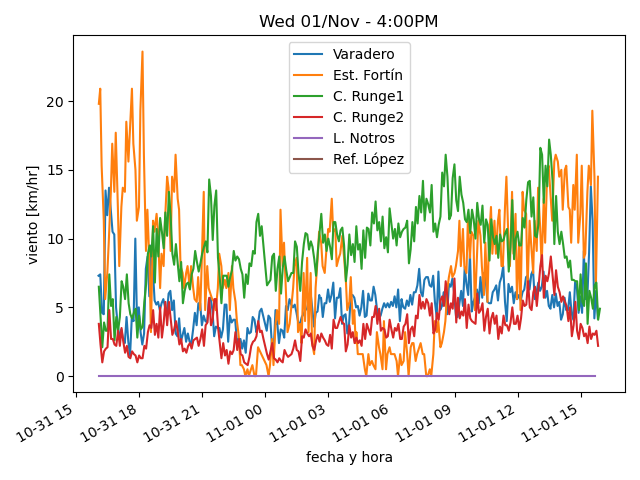 Wed 01/Nov - 4:00PM
Varadero
Est. Fortín
C. Runge1
C. Runge2
L. Notros
Ref. López
viento [km/hr]
20
15
10
5
0
10-31 15
10-31 18
10-31 21
11-01 00
11-01 03
11-01 06
11-01 09
11-01 12
11-01 15
fecha y hora